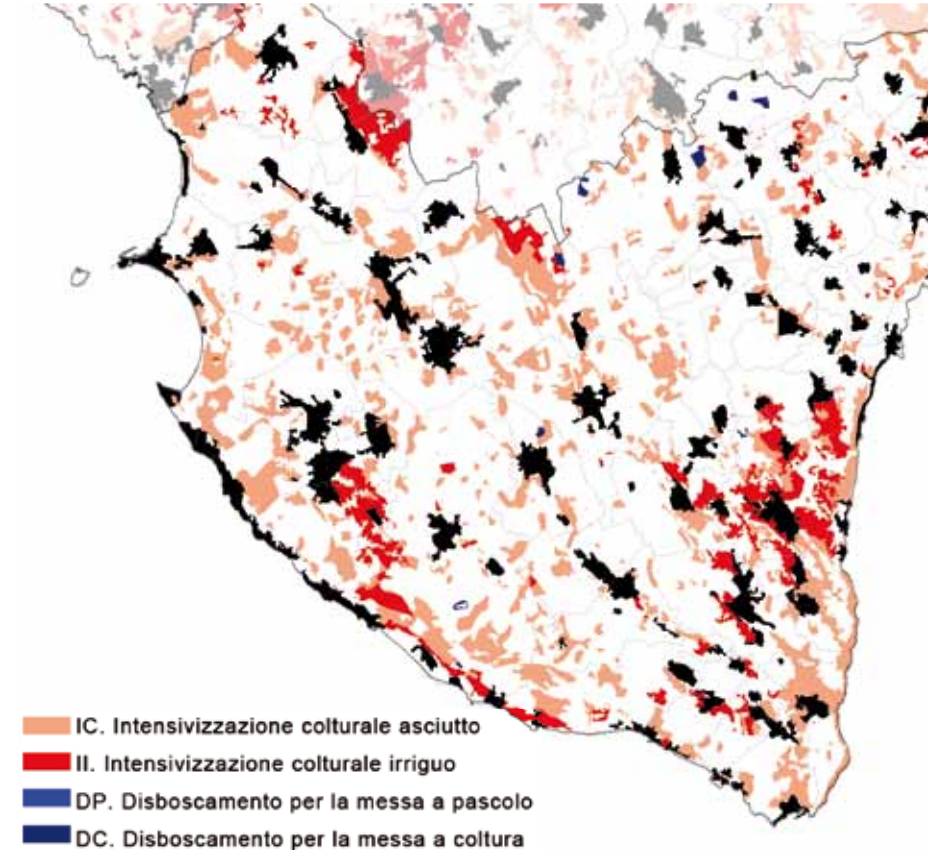 IC. Intensivizzazione colturale asciutto
II. Intensivizzazione colturale irriguo
DP. Disboscamento per la messa a pascolo
DC. Disboscamento per la messa a coltura